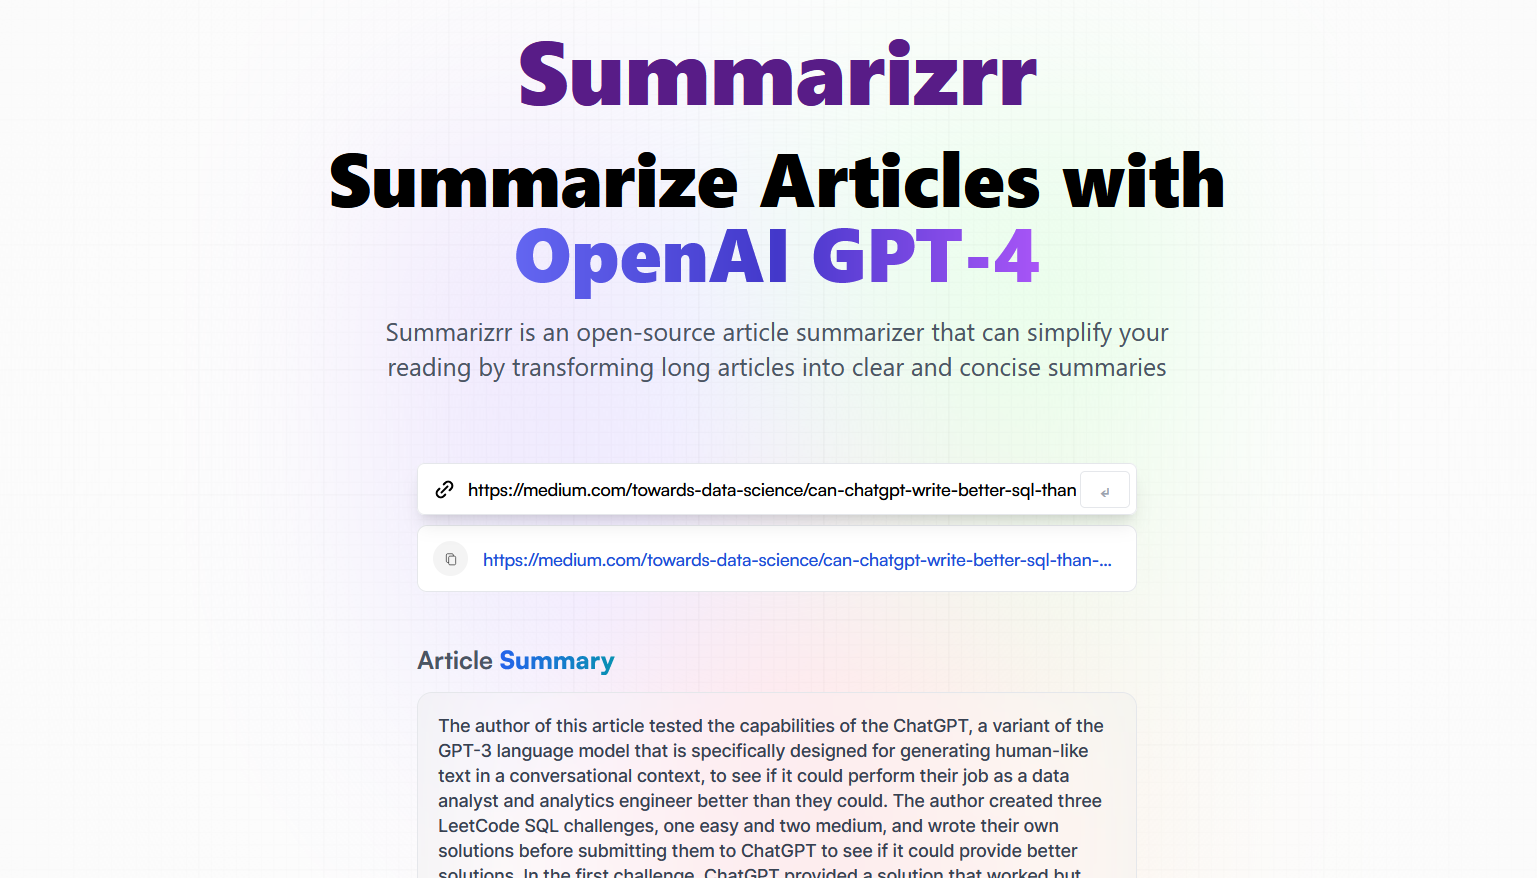 Summarizrr
Summarize Articles with
OpenAI GPT-4
Summarizrr is an open-source article summarizer that can simplify your
reading by transforming long articles into clear and concise summaries
https://medium.com/towards-data-science/can-chatgpt-write-better-sql-than
https://medium.com/towards-data-science/can-chatgpt-write-better-sql-than-...
Article Summary
The author of this article tested the capabilities of the ChatGPT, a variant of the
GPT-3 language model that is specifically designed for generating human-like
text in a conversational context, to see if it could perform their job as a data
analyst and analytics engineer better than they could. The author created three
LeetCode SQL challenges, one easy and two medium, and wrote their own
solutions before submitting them to ChatGPT to see if it could provide better
solutions. In the first challenge, ChatGPT provided a solution that worked but